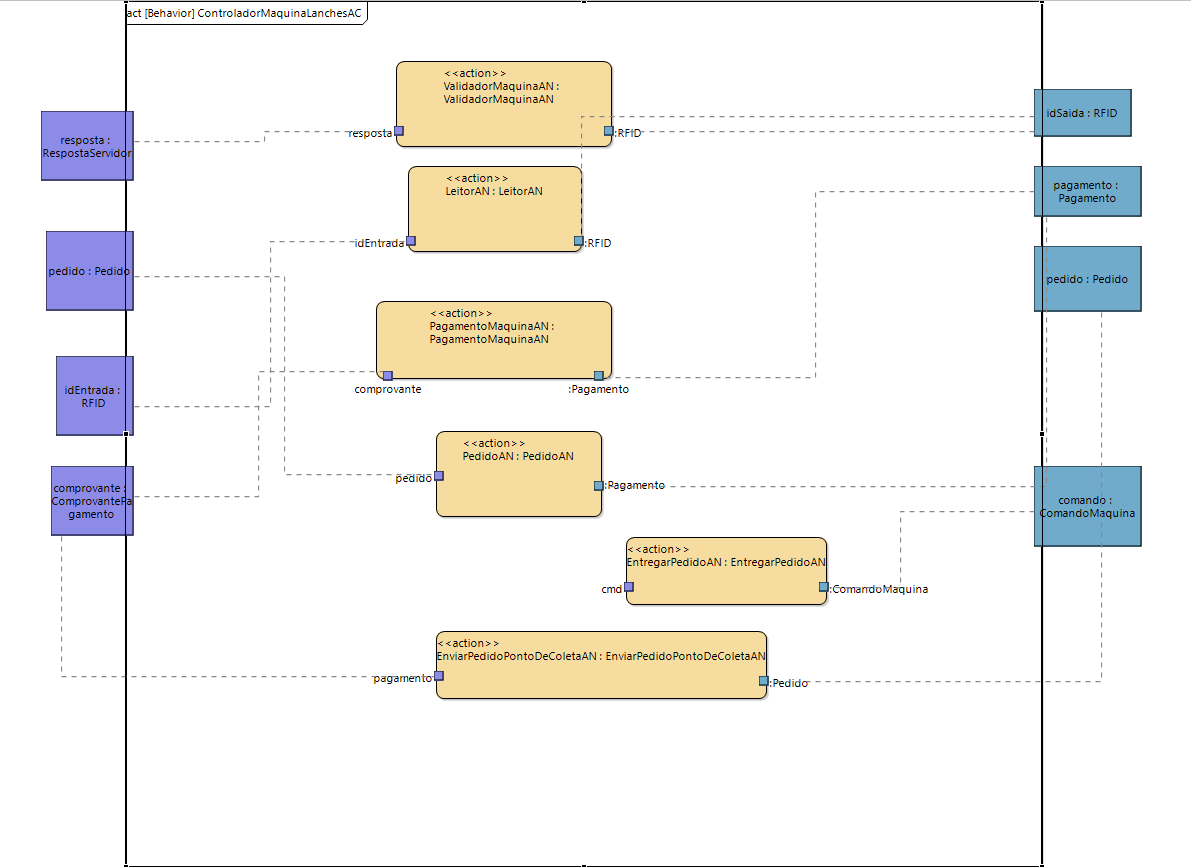 act [Behavior] ControladorMaquinaLanchesAC
<<action>>
ValidadorMaquinaAN :
ValidadorMaquinaAN
resposta
:RFID
<<action>>
LeitorAN : LeitorAN
idEntrada
:RFID
<<action>>
PagamentoMaquinaAN :
PagamentoMaquinaAN
comprovante
:Pagamento
<<action>>
PedidoAN : PedidoAN
pedido
:Pagamento
<<action>>
EntregarPedidoAN : EntregarPedidoAN
cmd
:ComandoMaquina
<<action>>
EnviarPedidoPontoDeColetaAN : EnviarPedidoPontoDeColetaAN
pagamento
:Pedido
resposta :
RespostaServidor
pedido : Pedido
idEntrada :
RFID
comprovante :
ComprovantePa
gamento
idSaida : RFID
pagamento :
Pagamento
pedido : Pedido
comando :
ComandoMaquina